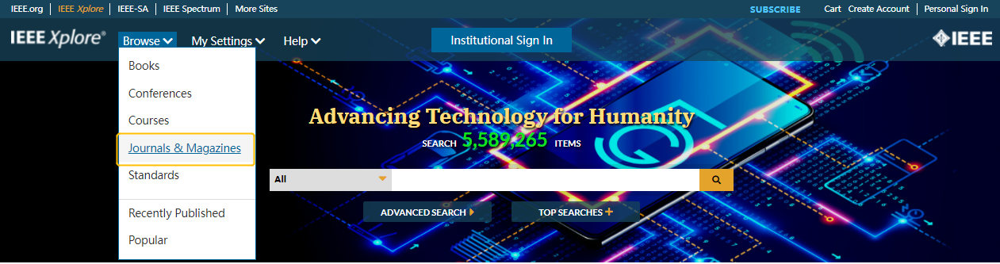 IEEE.org IEEE Xplore IEEE-SA IEEE Spectrum More Sites SUBSCRIBE Cart Create Account Personal Sign In
IEEE Xplore® Browse My Settings Help Institutional Sign In IEEE
Books
Conferences
Courses
Journals & Magazines
Standards
Recently Published
Popular
Advancing Technology for Humanity
SEARCH 5,589,265 ITEMS
All
ADVANCED SEARCH TOP SEARCHES +